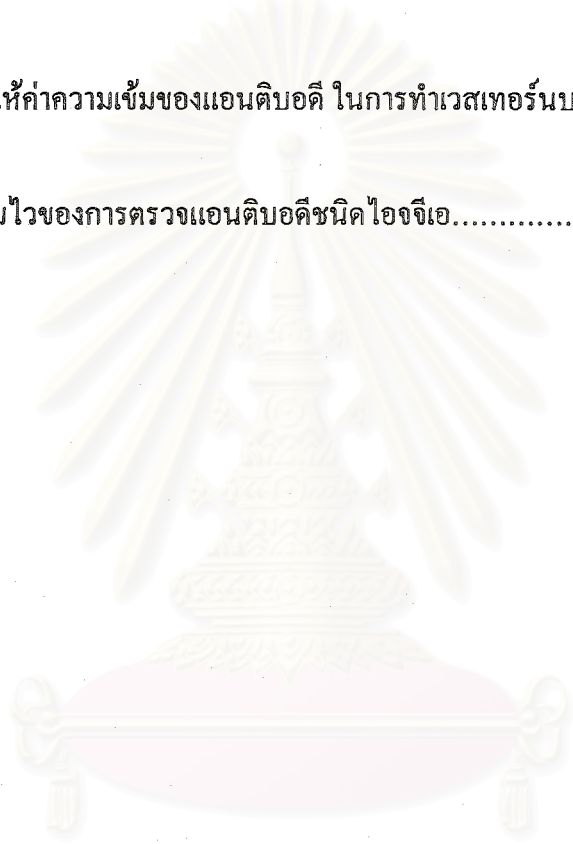 ให้ค่าความเข้มของแอนติบอดี ในการทำเวสเทอร์นบ
ไวของการตรวจแอนติบอดีชนิดไอจจีเอ.............